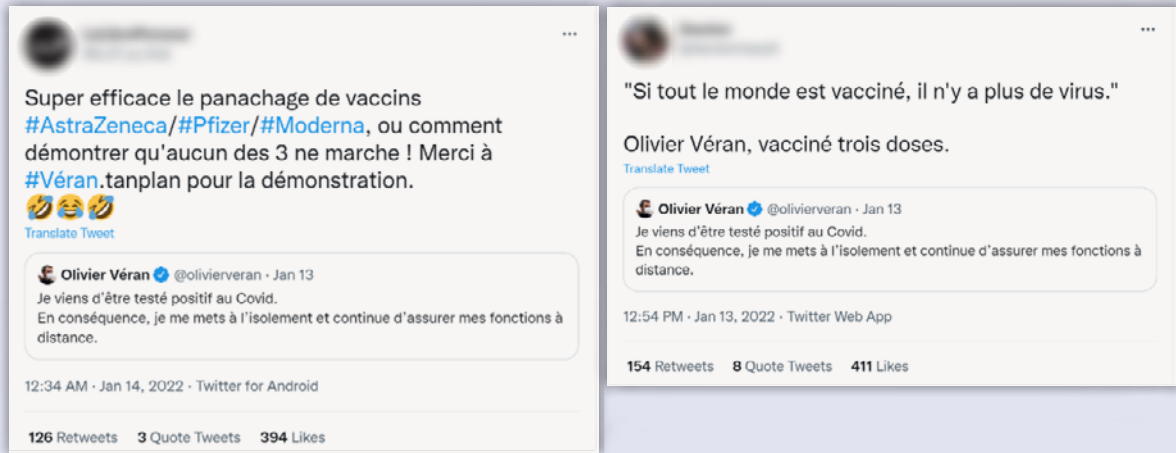 Super efficace le panachage de vaccins
#AstraZeneca/#Pfizer/#Moderna, ou comment
démontrer qu'aucun des 3 ne marche ! Merci à
#Véran.tanplan pour la démonstration.
🤣😂🤣
Translate Tweet
Olivier Véran @olivierveran · Jan 13
Je viens d'être testé positif au Covid.
En conséquence, je me mets à l'isolement et continue d'assurer mes fonctions à
distance.
12:34 AM · Jan 14, 2022 · Twitter for Android
126 Retweets 3 Quote Tweets 394 Likes
"Si tout le monde est vacciné, il n'y a plus de virus."
Olivier Véran, vacciné trois doses.
Translate Tweet
Olivier Véran @olivierveran · Jan 13
Je viens d'être testé positif au Covid.
En conséquence, je me mets à l'isolement et continue d'assurer mes fonctions à
distance.
12:54 PM · Jan 13, 2022 · Twitter Web App
154 Retweets 8 Quote Tweets 411 Likes